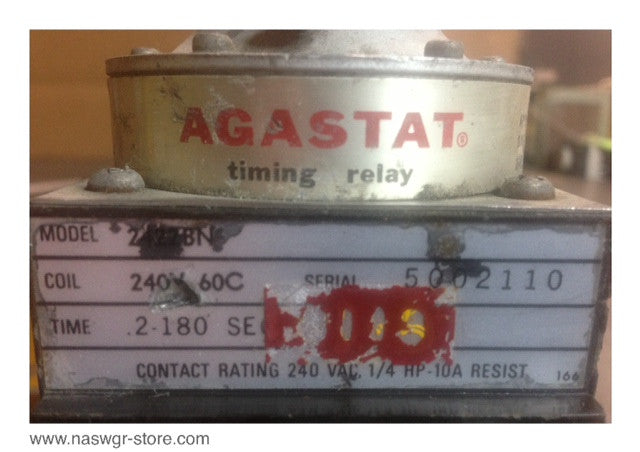 AGASTAT®
timing relay
MODEL
COIL 240V 60C SERIAL 5002110
TIME .2-180 SEC
CONTACT RATING 240 VAC, 1/4 HP-10A RESIST 166
www.naswgr-store.com